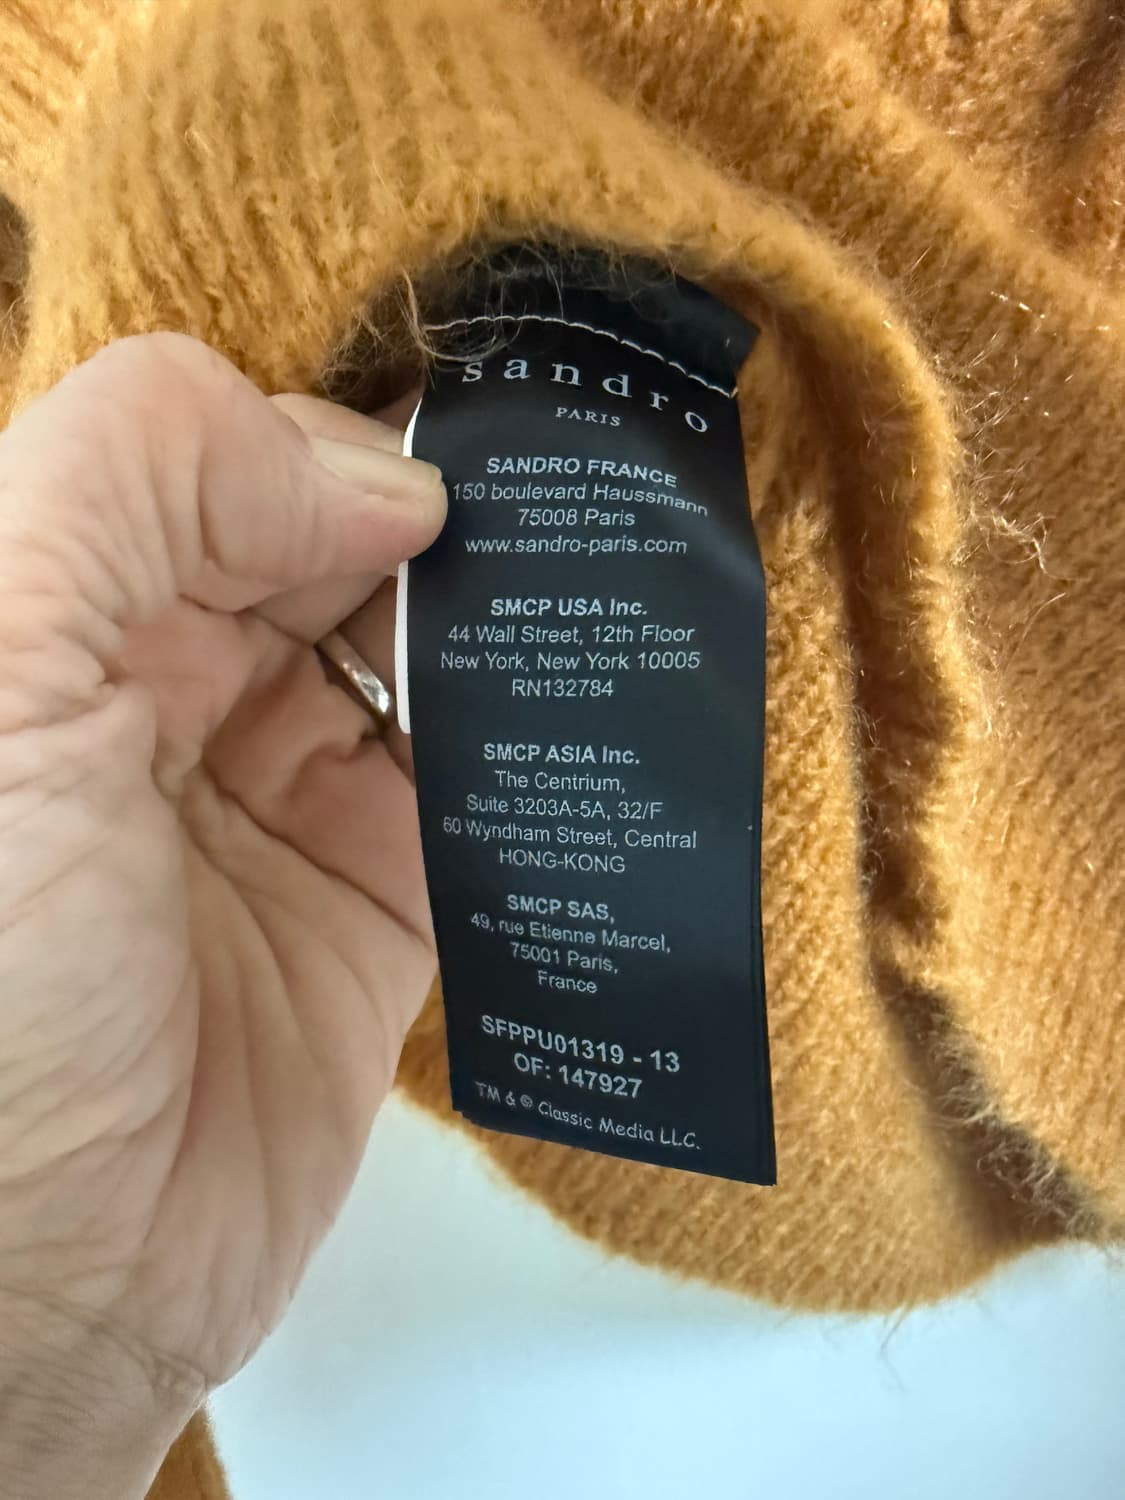 sandro
PARIS
SANDRO FRANCE
150 boulevard Haussmann
75008 Paris
www.sandro-paris.com
SMCP USA Inc.
44 Wall Street, 12th Floor
New York, New York 10005
RN132784
SMCP ASIA Inc.
The Centrium,
Suite 3203A-5A, 32/F
60 Wyndham Street, Central
HONG-KONG
SMCP SAS,
49, rue Etienne Marcel,
75001 Paris,
France
SFPPU01319 - 13
OF: 147927
TM & © Classic Media LLC.